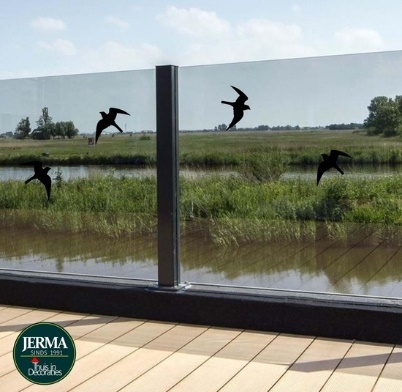 JERMA
SINDS 1991
Thuis in
Decoraties